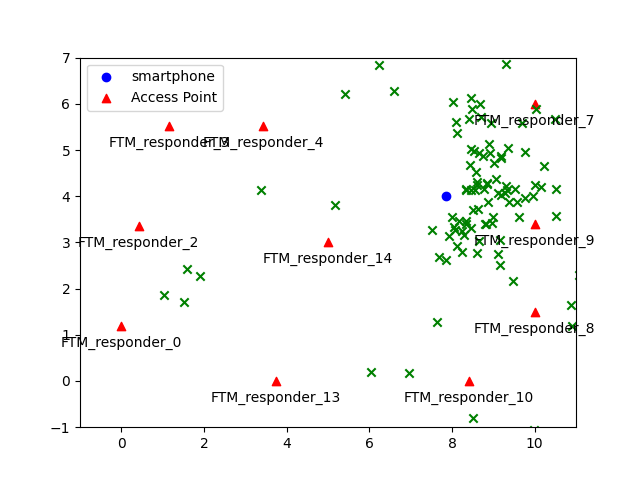 7
smartphone
Access Point
6
FTM_responder_7
FTM_responder_3
FTM_responder_4
5
4
FTM_responder_2
FTM_responder_9
3
FTM_responder_14
2
FTM_responder_8
1
FTM_responder_0
0
FTM_responder_13
FTM_responder_10
-1
0
2
4
6
8
10